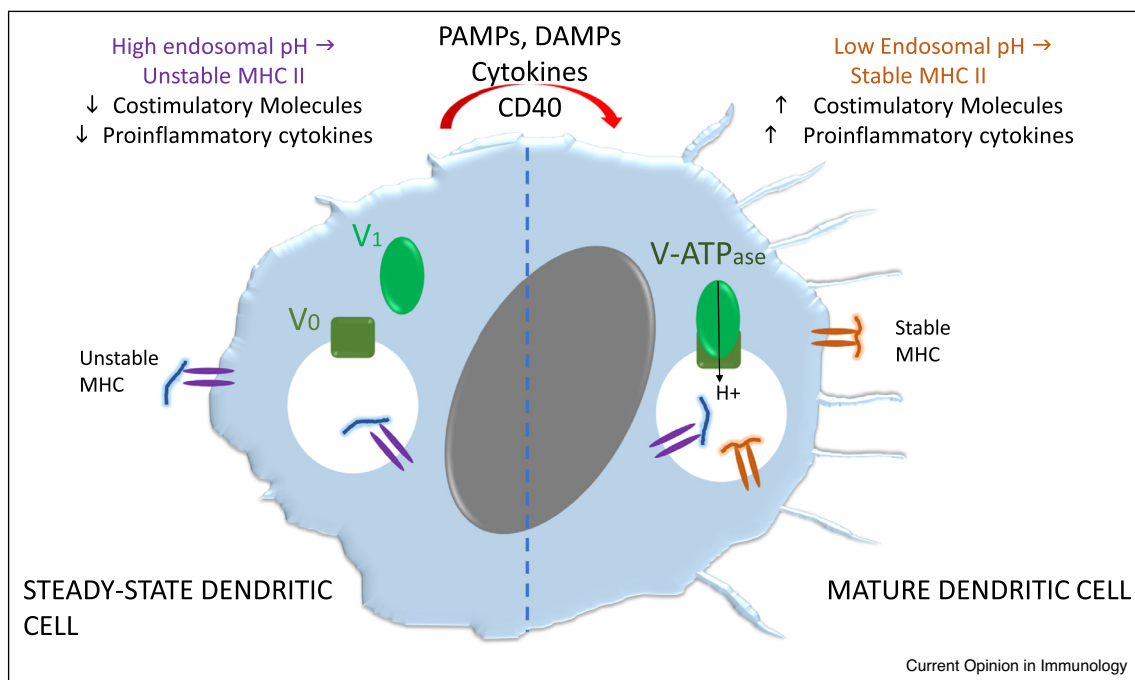 High endosomal pH →
Unstable MHC II
↓ Costimulatory Molecules
↓ Proinflammatory cytokines
PAMPs, DAMPs
Cytokines
CD40
Low Endosomal pH →
Stable MHC II
↑ Costimulatory Molecules
↑ Proinflammatory cytokines
V1
V0
Unstable
MHC
V-ATPase
H+
Stable
MHC
STEADY-STATE DENDRITIC
CELL
MATURE DENDRITIC CELL
Current Opinion in Immunology